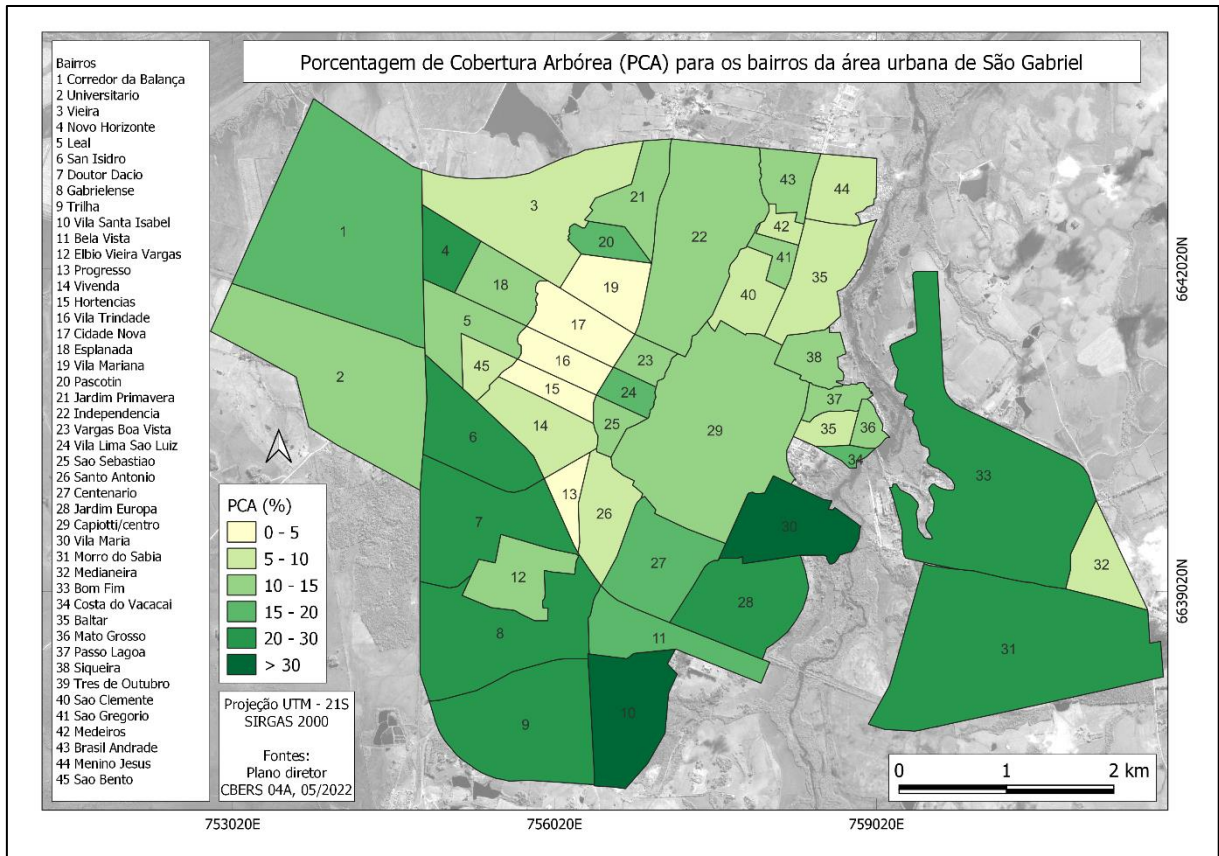 Porcentagem de Cobertura Arbórea (PCA) para os bairros da área urbana de São Gabriel
Bairros
1 Corredor da Balança
2 Universitario
3 Vieira
4 Novo Horizonte
5 Leal
6 San Isidro
7 Doutor Dacio
8 Gabrielense
9 Trilha
10 Vila Santa Isabel
11 Bela Vista
12 Elbio Vieira Vargas
13 Progresso
14 Vivenda
15 Hortencias
16 Vila Trindade
17 Cidade Nova
18 Esplanada
19 Vila Mariana
20 Pascotin
21 Jardim Primavera
22 Independencia
23 Vargas Boa Vista
24 Vila Lima Sao Luiz
25 Sao Sebastiao
26 Santo Antonio
27 Centenario
28 Jardim Europa
29 Capiotti/centro
30 Vila Maria
31 Morro do Sabia
32 Medianeira
33 Bom Fim
34 Costa do Vacacai
35 Baltar
36 Mato Grosso
37 Passo Lagoa
38 Siqueira
39 Tres de Outubro
40 Sao Clemente
41 Sao Gregorio
42 Medeiros
43 Brasil Andrade
44 Menino Jesus
45 Sao Bento
43
44
21
3
42
20
1
22
41
4
35
18
40
19
17
5
38
23
16
45
2
24
15
37
25
29
35
36
14
6
34
33
13
26
7
30
27
12
32
28
8
11
31
10
9
PCA (%)
0 - 5
5 - 10
10 - 15
15 - 20
20 - 30
> 30
Projeção UTM - 21S
SIRGAS 2000
Fontes:
Plano diretor
CBERS 04A, 05/2022
0 1 2 km
6642020N
6639020N
753020E 756020E 759020E